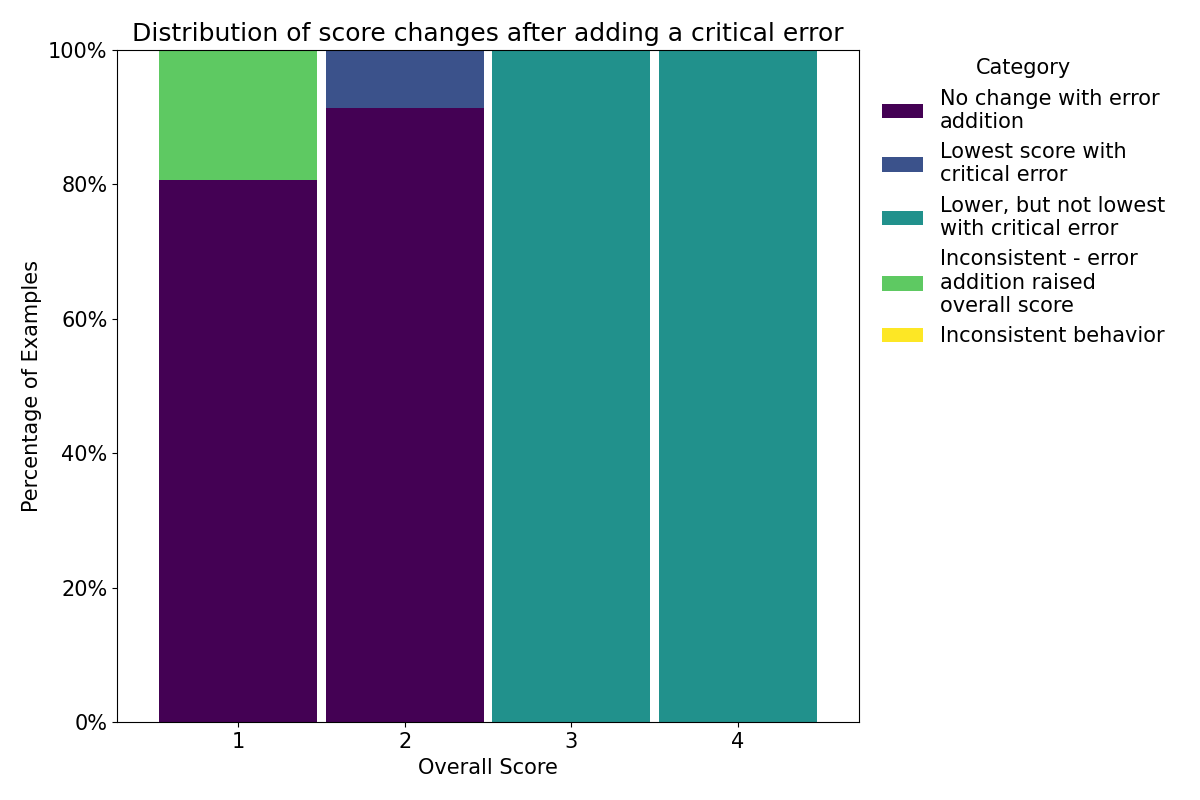 Distribution of score changes after adding a critical error
100%
80%
60%
40%
20%
0%
Percentage of Examples
1
2
3
4
Overall Score
Category
No change with error
addition
Lowest score with
critical error
Lower, but not lowest
with critical error
Inconsistent - error
addition raised
overall score
Inconsistent behavior